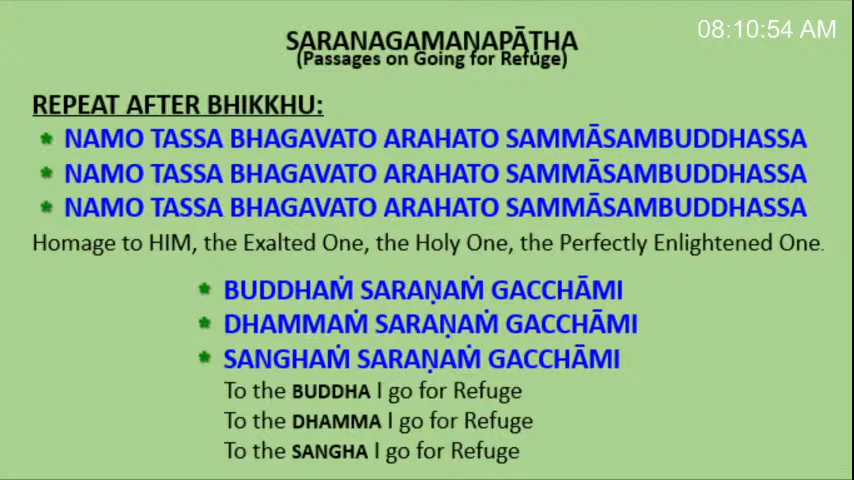 08:10:54 AM
SARANAGAMANAPĀṬHA
(Passages on Going for Refuge)
REPEAT AFTER BHIKKHU:
* NAMO TASSA BHAGAVATO ARAHATO SAMMĀSAMBUDDHASSA
* NAMO TASSA BHAGAVATO ARAHATO SAMMĀSAMBUDDHASSA
* NAMO TASSA BHAGAVATO ARAHATO SAMMĀSAMBUDDHASSA
Homage to HIM, the Exalted One, the Holy One, the Perfectly Enlightened One.
* BUDDHAṀ SARAṆAṀ GACCHĀMI
* DHAMMAṀ SARAṆAṀ GACCHĀMI
* SANGHAṀ SARAṆAṀ GACCHĀMI
To the BUDDHA I go for Refuge
To the DHAMMA I go for Refuge
To the SANGHA I go for Refuge